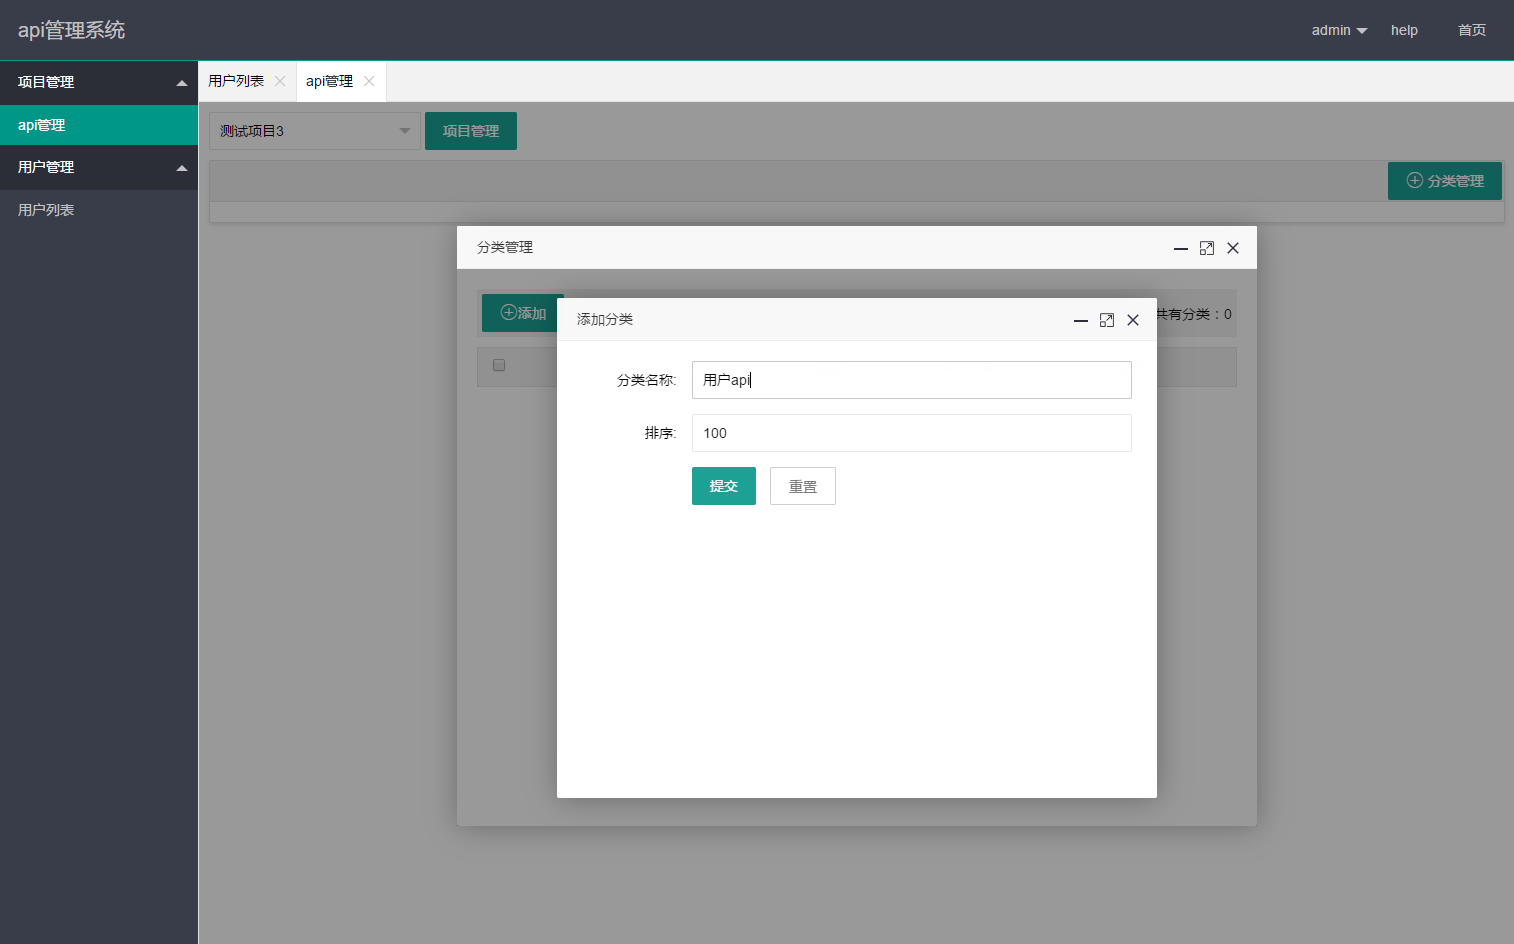 api管理系统
admin help 首页
项目管理
api管理
用户管理
用户列表
用户列表 api管理
测试项目3 项目管理
分类管理
分类管理
添加 共有分类：0
添加分类
分类名称: 用户api
排序: 100
提交 重置